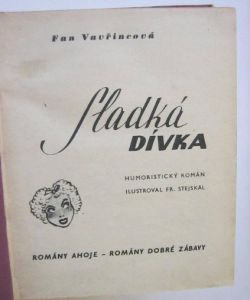 Fan Vavřincová
Sladká
DÍVKA
HUMORISTICKÝ ROMÁN
ILUSTROVAL FR. STEJSKAL
ROMÁNY AHOJE – ROMÁNY DOBRÉ ZÁBAVY